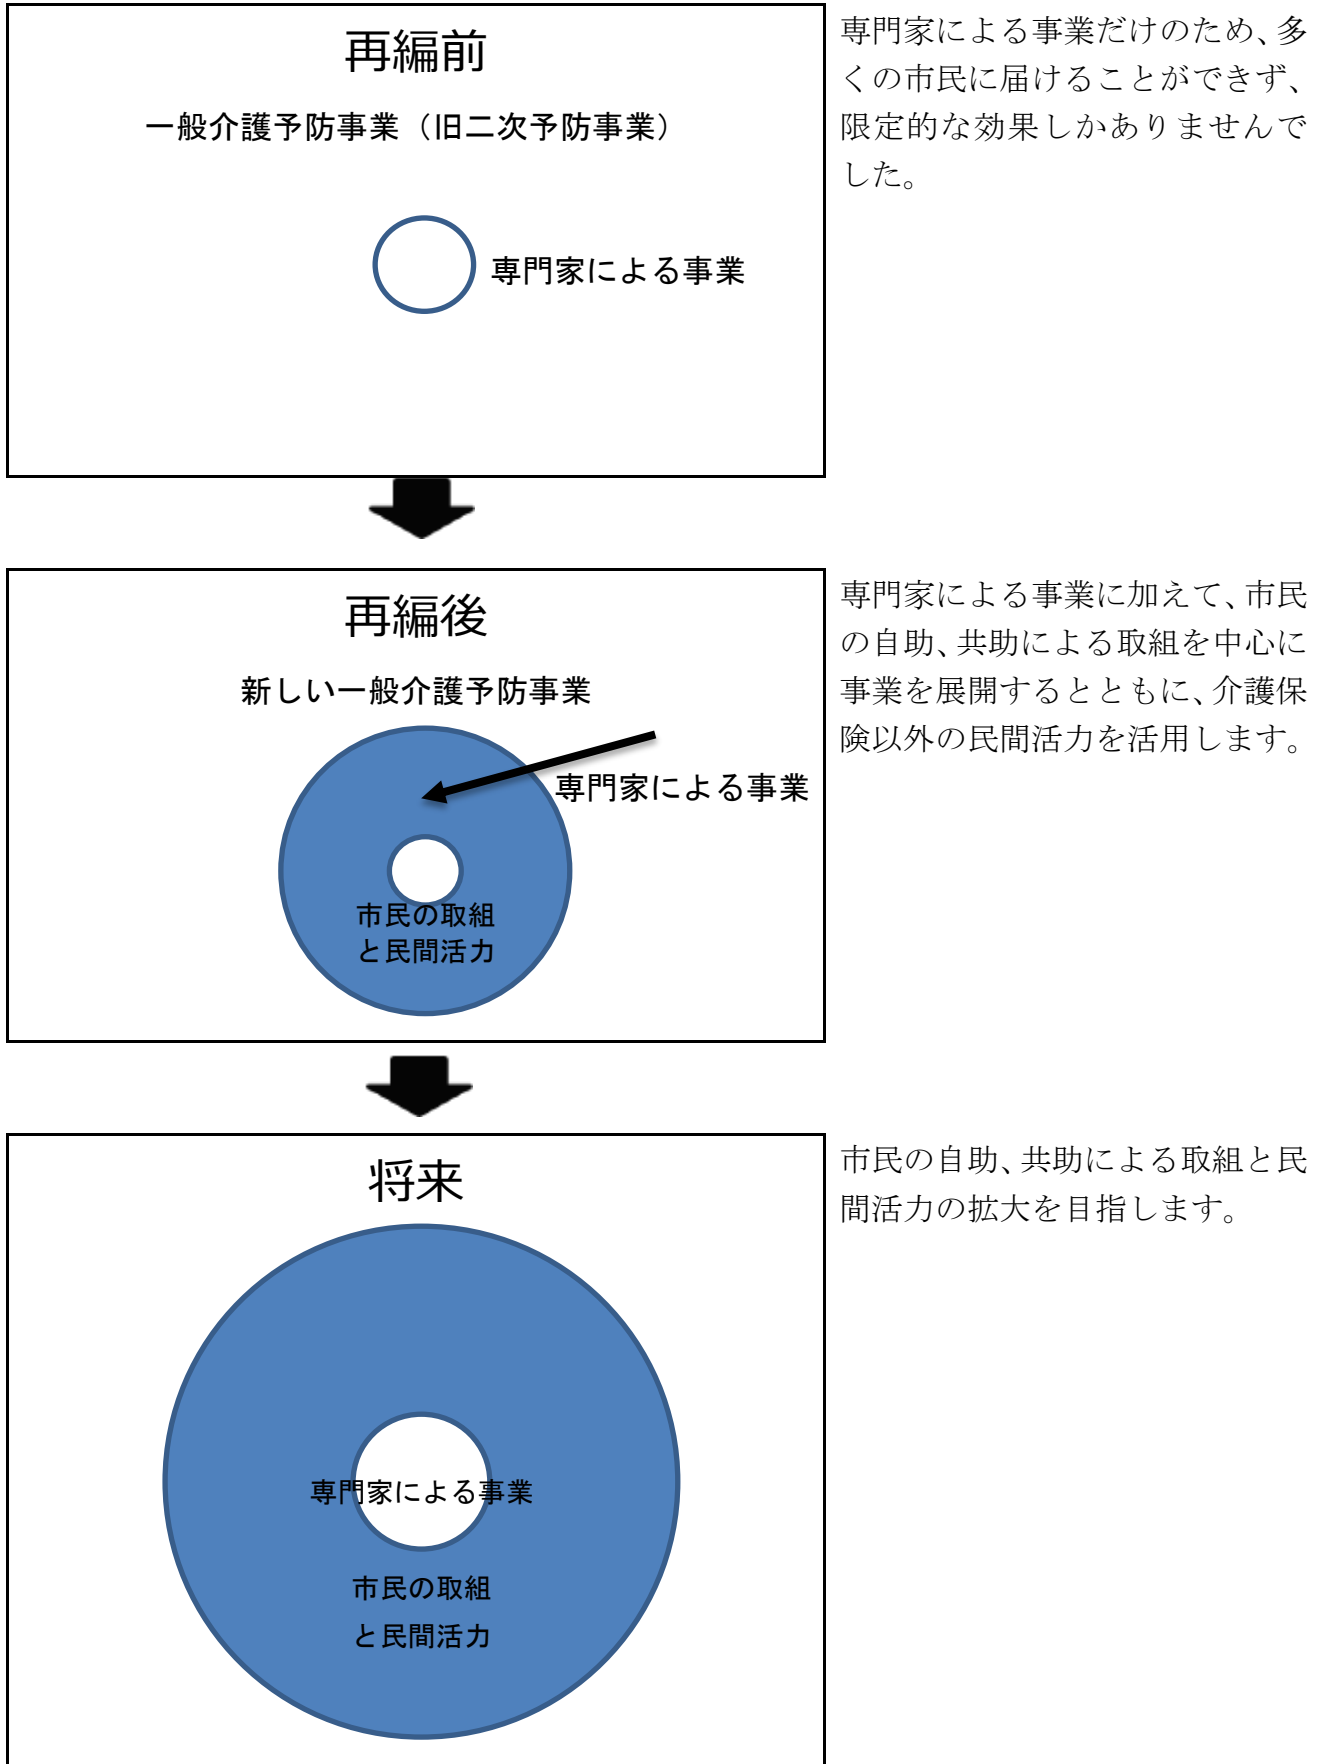 再編前
一般介護予防事業（旧二次予防事業）
専門家による事業
専門家による事業だけのため、多
くの市民に届けることができず、
限定的な効果しかありませんで
した。
再編後
新しい一般介護予防事業
専門家による事業
市民の取組
と民間活力
専門家による事業に加えて、市民
の自助、共助による取組を中心に
事業を展開するとともに、介護保
険以外の民間活力を活用します。
将来
専門家による事業
市民の取組
と民間活力
市民の自助、共助による取組と民
間活力の拡大を目指します。